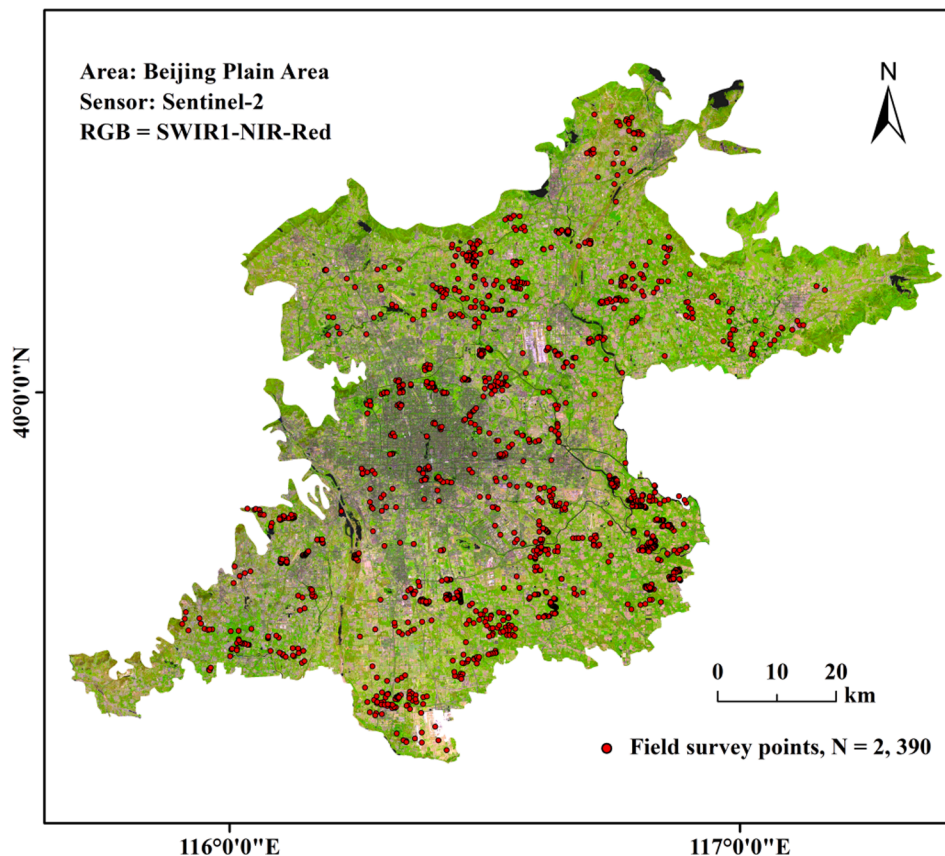 Area: Beijing Plain Area
Sensor: Sentinel-2
RGB = SWIR1-NIR-Red
N
40°0'0"N
0 10 20
km
Field survey points, N = 2, 390
116°0'0"E 117°0'0"E